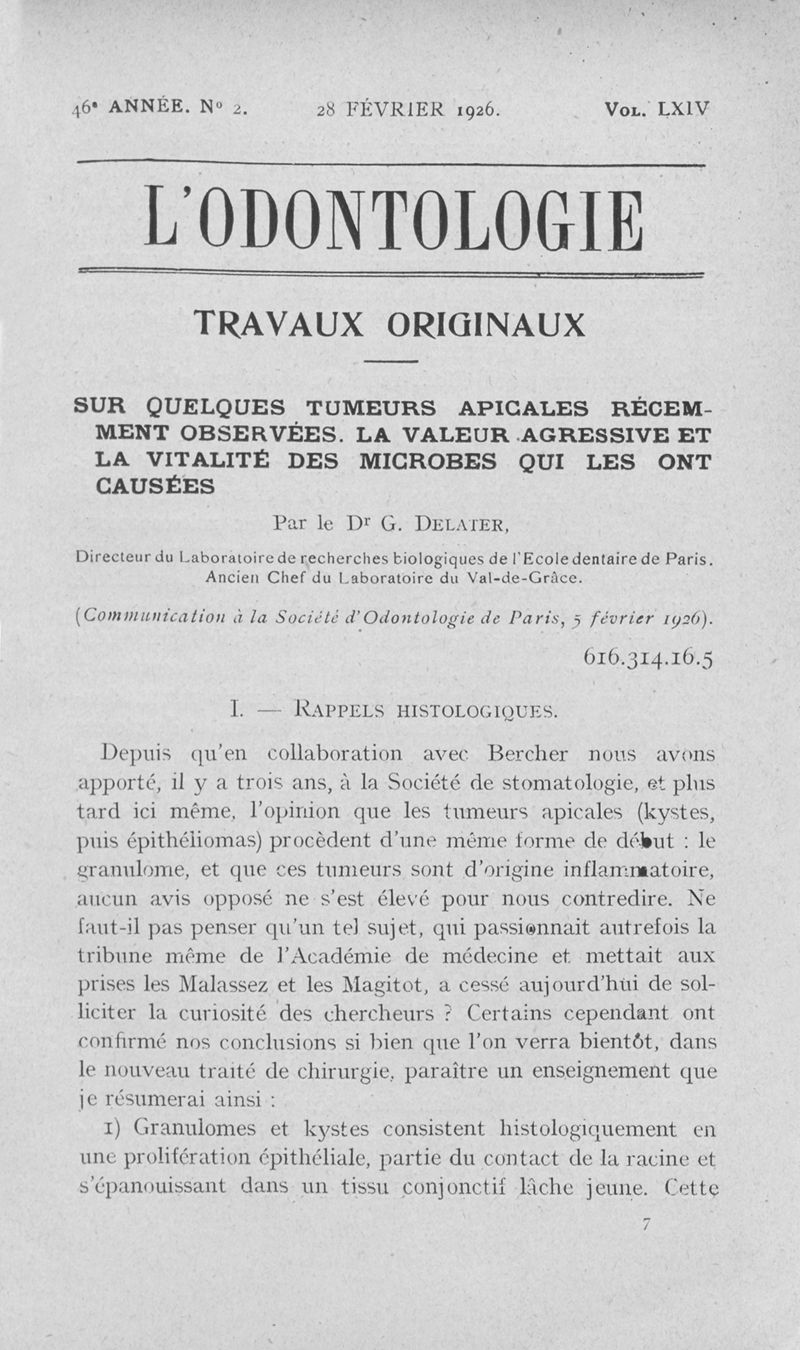 46e ANNÉE. No 2. 28 FÉVRIER 1926. VOL. LXIV
L'ODONTOLOGIE
TRAVAUX ORIGINAUX
SUR QUELQUES TUMEURS APICALES RÉCEM-
MENT OBSERVÉES. LA VALEUR AGRESSIVE ET
LA VITALITÉ DES MICROBES QUI LES ONT
CAUSÉES
Par le Dr G. DELATER,
Directeur du Laboratoire de recherches biologiques de l'Ecole dentaire de Paris.
Ancien Chef du Laboratoire du Val-de-Grâce.
(Communication à la Société d'Odontologie de Paris, 5 février 1926).
616.314.16.5
I. — RAPPELS HISTOLOGIQUES.
Depuis qu'en collaboration avec Bercher nous avons
apporté, il y a trois ans, à la Société de stomatologie, et plus
tard ici même, l'opinion que les tumeurs apicales (kystes,
puis épithéliomas) procèdent d'une même forme de début : le
granulome, et que ces tumeurs sont d'origine inflammatoire,
aucun avis opposé ne s'est élevé pour nous contredire. Ne
faut-il pas penser qu'un tel sujet, qui passionnait autrefois la
tribune même de l'Académie de médecine et mettait aux
prises les Malassez et les Magitot, a cessé aujourd'hui de sol-
liciter la curiosité des chercheurs ? Certains cependant ont
confirmé nos conclusions si bien que l'on verra bientôt, dans
le nouveau traité de chirurgie, paraître un enseignement que
je résumerai ainsi :
1) Granulomes et kystes consistent histologiquement en
une prolifération épithéliale, partie du contact de la racine et
s'épanouissant dans un tissu conjonctif lâche jeune. Cette
7